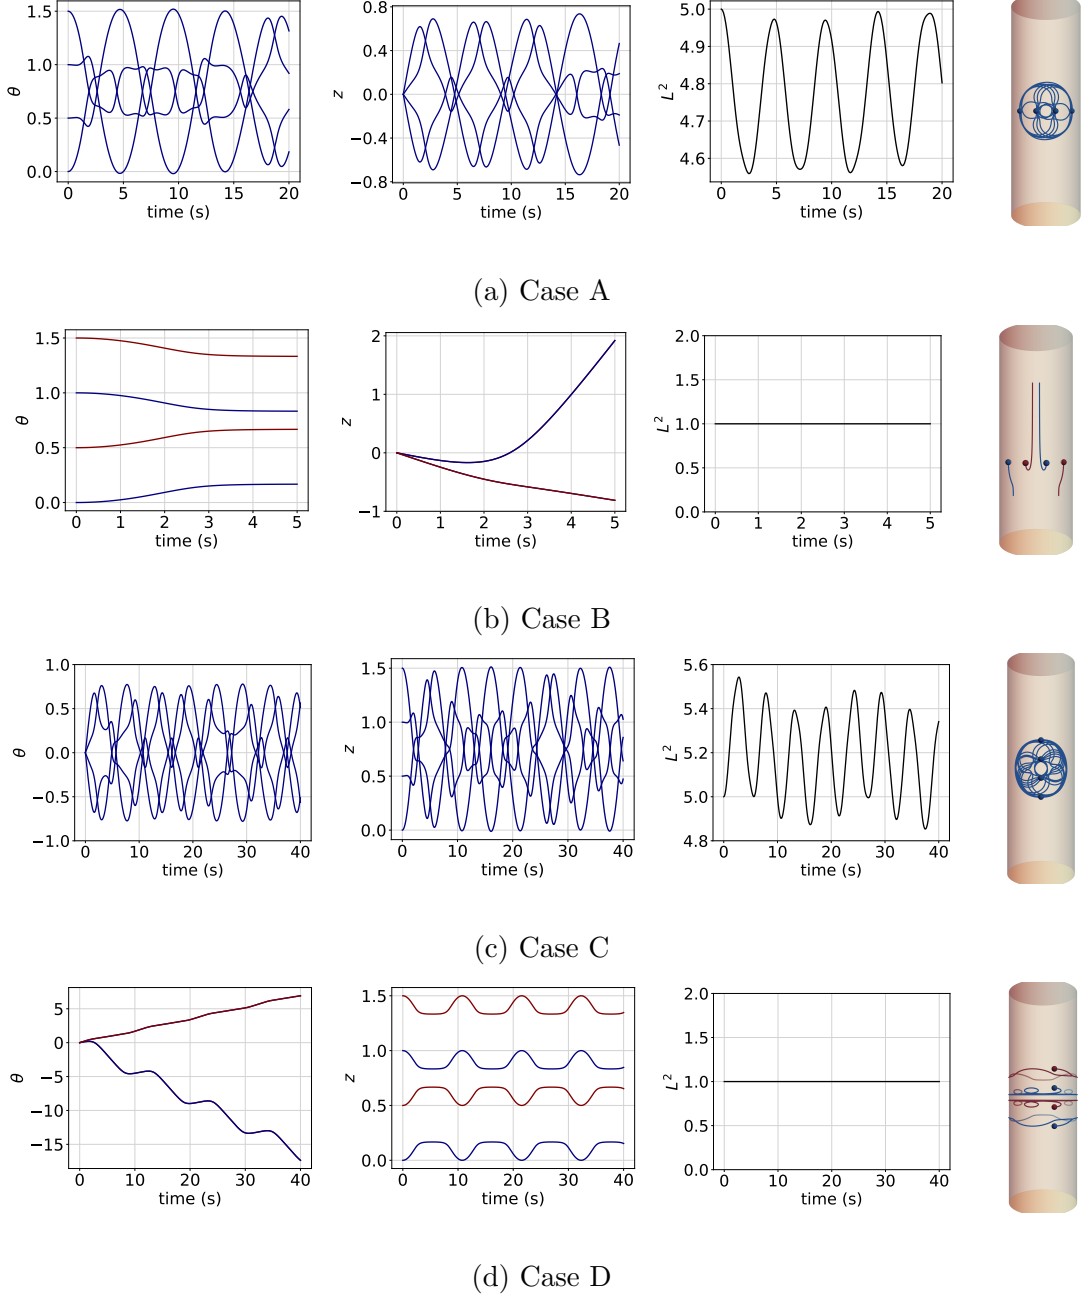 1.5
1.0
0.5
0.0
θ
0 5 10 15 20
time (s)
0.8
0.4
0.0
−0.4
−0.8
z
0 5 10 15 20
time (s)
5.0
4.9
4.8
4.7
4.6
L²
0 5 10 15 20
time (s)
(a) Case A
1.5
1.0
0.5
0.0
θ
0 1 2 3 4 5
time (s)
2
1
0
−1
z
0 1 2 3 4 5
time (s)
2.0
1.5
1.0
0.5
0.0
L²
0 1 2 3 4 5
time (s)
(b) Case B
1.0
0.5
0.0
−0.5
−1.0
θ
0 10 20 30 40
time (s)
1.5
1.0
0.5
0.0
z
0 10 20 30 40
time (s)
5.6
5.4
5.2
5.0
4.8
L²
0 10 20 30 40
time (s)
(c) Case C
5
0
−5
−10
−15
θ
0 10 20 30 40
time (s)
1.5
1.0
0.5
0.0
z
0 10 20 30 40
time (s)
2.0
1.5
1.0
0.5
0.0
L²
0 10 20 30 40
time (s)
(d) Case D